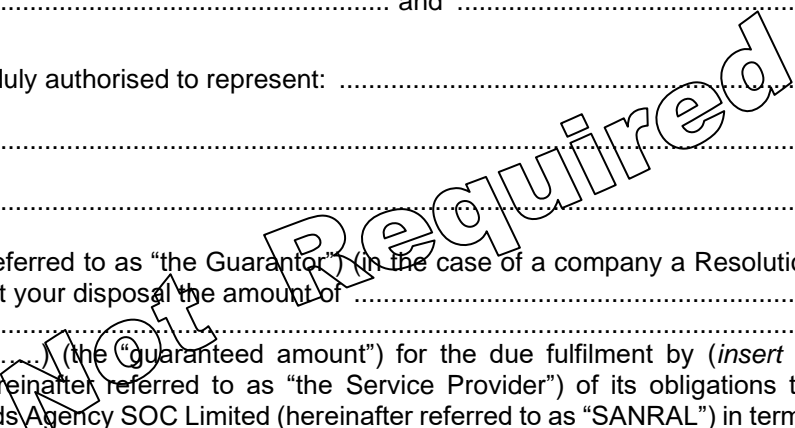 .......................................................... and ..................................................
duly authorised to represent: ..................................................................
..........................................................................................................................
..........................................................................................................................
eferred to as “the Guarantor”) (in the case of a company a Resolutio
t your disposal the amount of ..................................................................
..........................................................................................................................
......) (the “guaranteed amount”) for the due fulfilment by (insert
reinafter referred to as “the Service Provider”) of its obligations t
ds Agency SOC Limited (hereinafter referred to as “SANRAL”) in term
Not Required